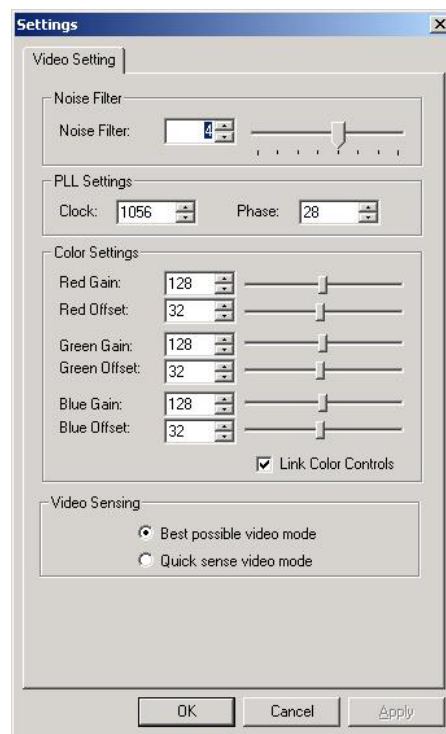 Settings
Video Setting
Noise Filter
Noise Filter: 4
PLL Settings
Clock: 1056 Phase: 28
Color Settings
Red Gain: 128
Red Offset: 32
Green Gain: 128
Green Offset: 32
Blue Gain: 128
Blue Offset: 32
Link Color Controls
Video Sensing
Best possible video mode
Quick sense video mode
OK Cancel Apply